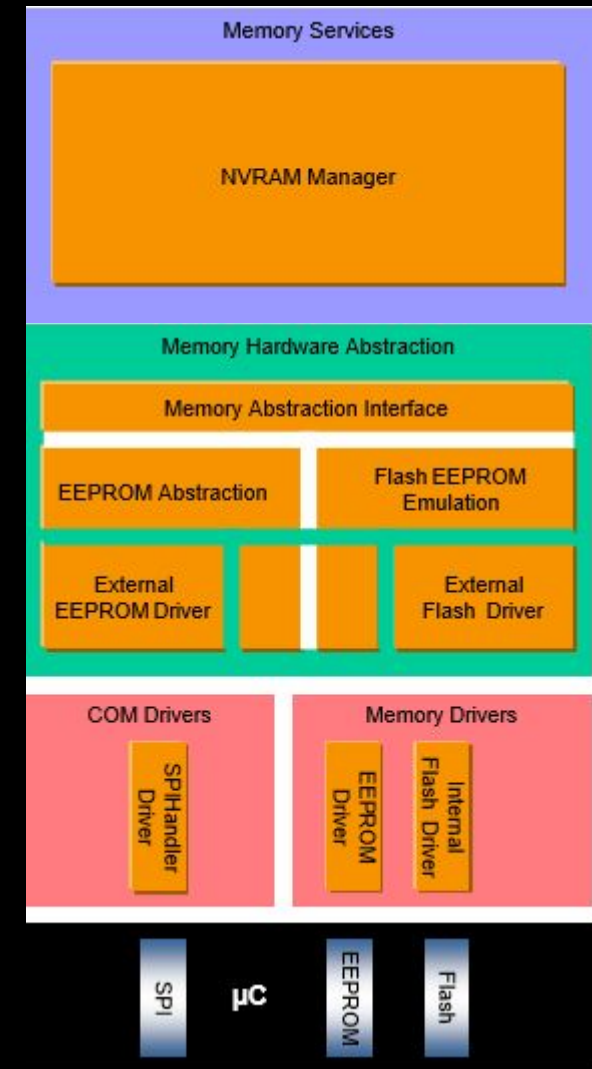 Memory Services
NVRAM Manager
Memory Hardware Abstraction
Memory Abstraction Interface
EEPROM Abstraction
Flash EEPROM
Emulation
External
EEPROM Driver
External
Flash Driver
COM Drivers
Memory Drivers
SPIHandler
Driver
EEPROM
Driver
Internal
Flash Driver
SPI
µC
EEPROM
Flash